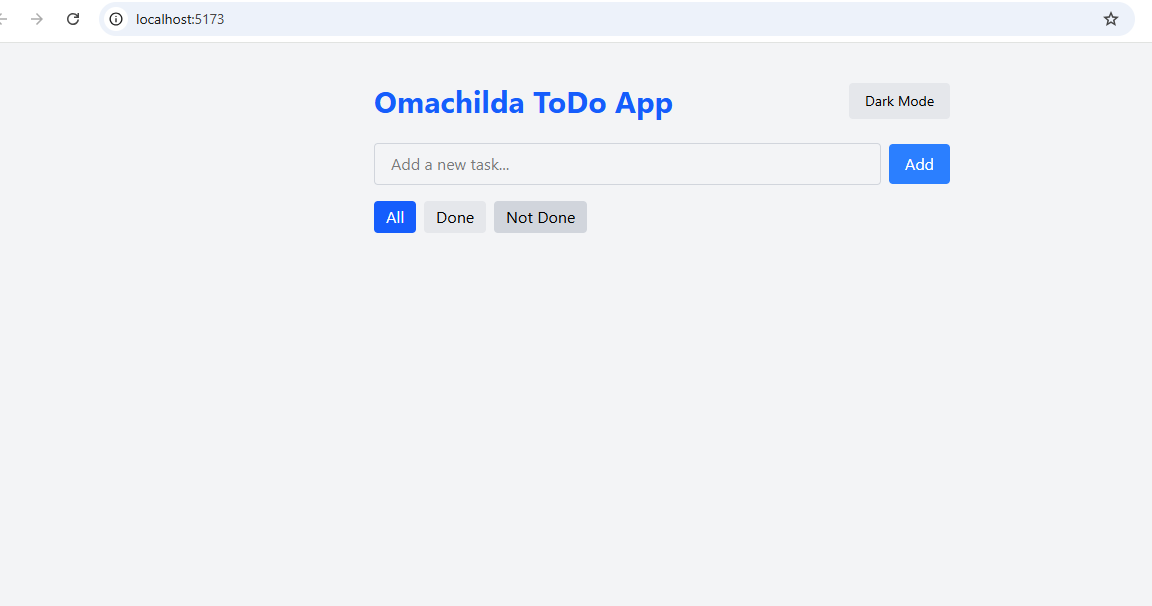 localhost:5173
Omachilda ToDo App
Dark Mode
Add a new task...
Add
All
Done
Not Done